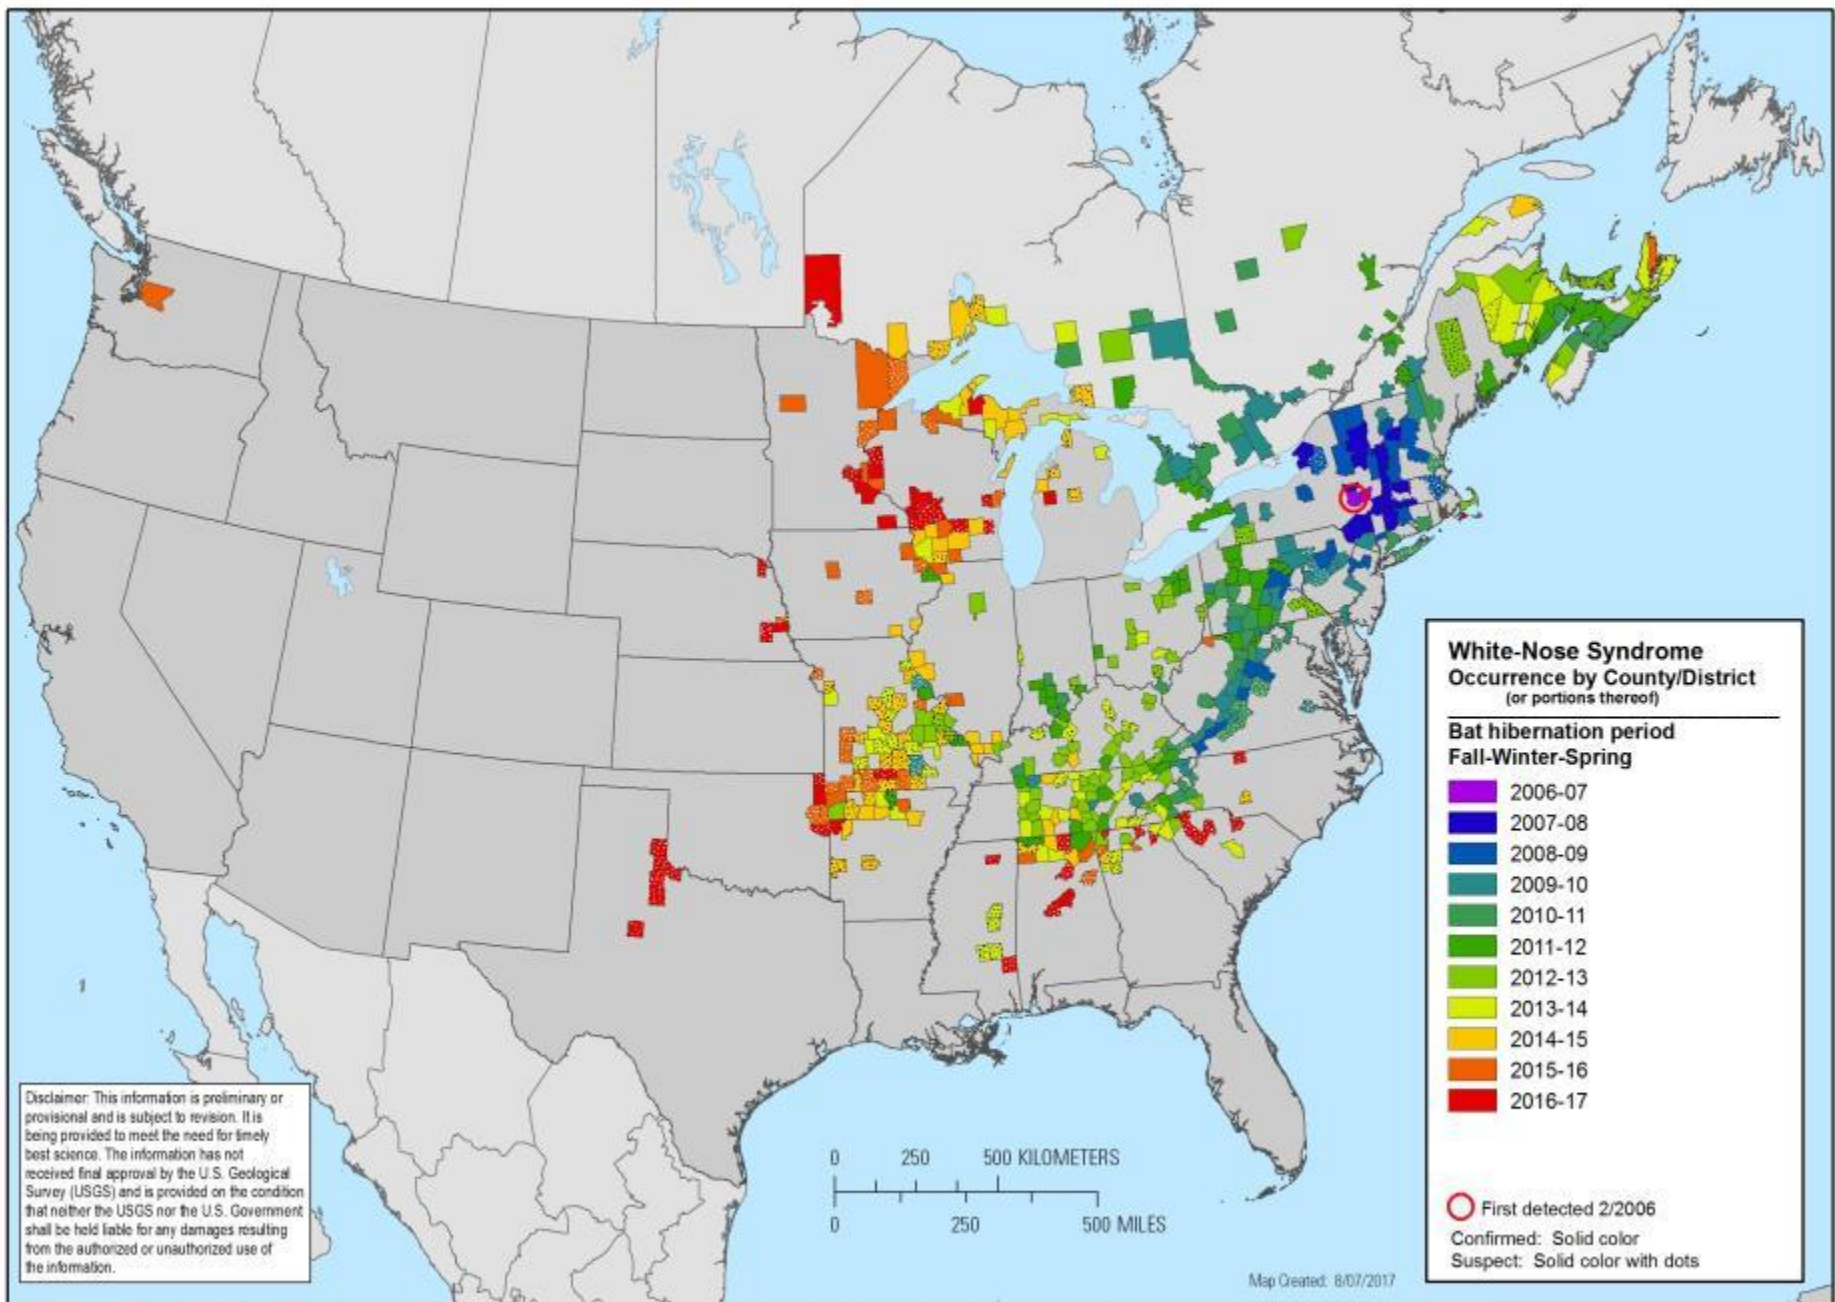 White-Nose Syndrome
Occurrence by County/District
(or portions thereof)
Bat hibernation period
Fall-Winter-Spring
2006-07
2007-08
2008-09
2009-10
2010-11
2011-12
2012-13
2013-14
2014-15
2015-16
2016-17
First detected 2/2006
Confirmed: Solid color
Suspect: Solid color with dots
Disclaimer: This information is preliminary or
provisional and is subject to revision. It is
being provided to meet the need for timely
best science. The information has not
received final approval by the U.S. Geological
Survey (USGS) and is provided on the condition
that neither the USGS nor the U.S. Government
shall be held liable for any damages resulting
from the authorized or unauthorized use of
the information.
0 250 500 KILOMETERS
0 250 500 MILES
Map Created: 8/07/2017